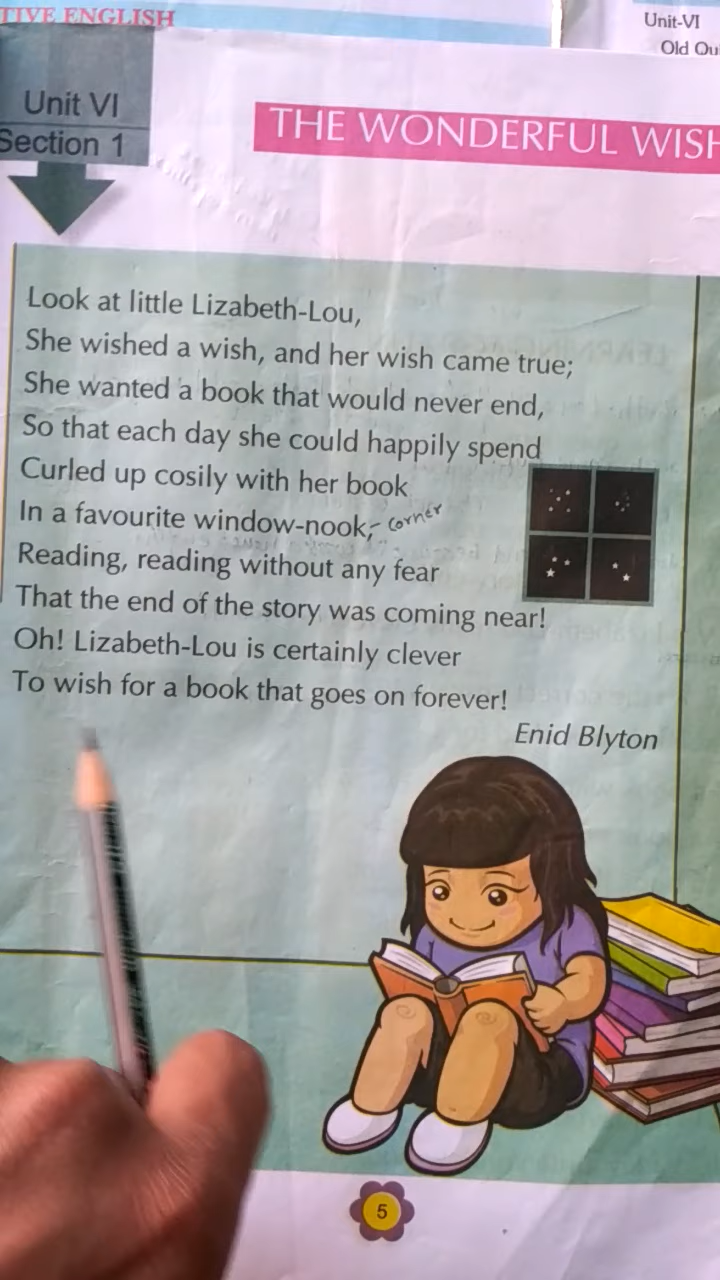 TIVE ENGLISH
Unit-VI
Old Qu
Unit VI
Section 1
THE WONDERFUL WISH
Look at little Lizabeth-Lou,
She wished a wish, and her wish came true;
She wanted a book that would never end,
So that each day she could happily spend
Curled up cosily with her book
In a favourite window-nook;- corner
Reading, reading without any fear
That the end of the story was coming near!
Oh! Lizabeth-Lou is certainly clever
To wish for a book that goes on forever!
Enid Blyton
5